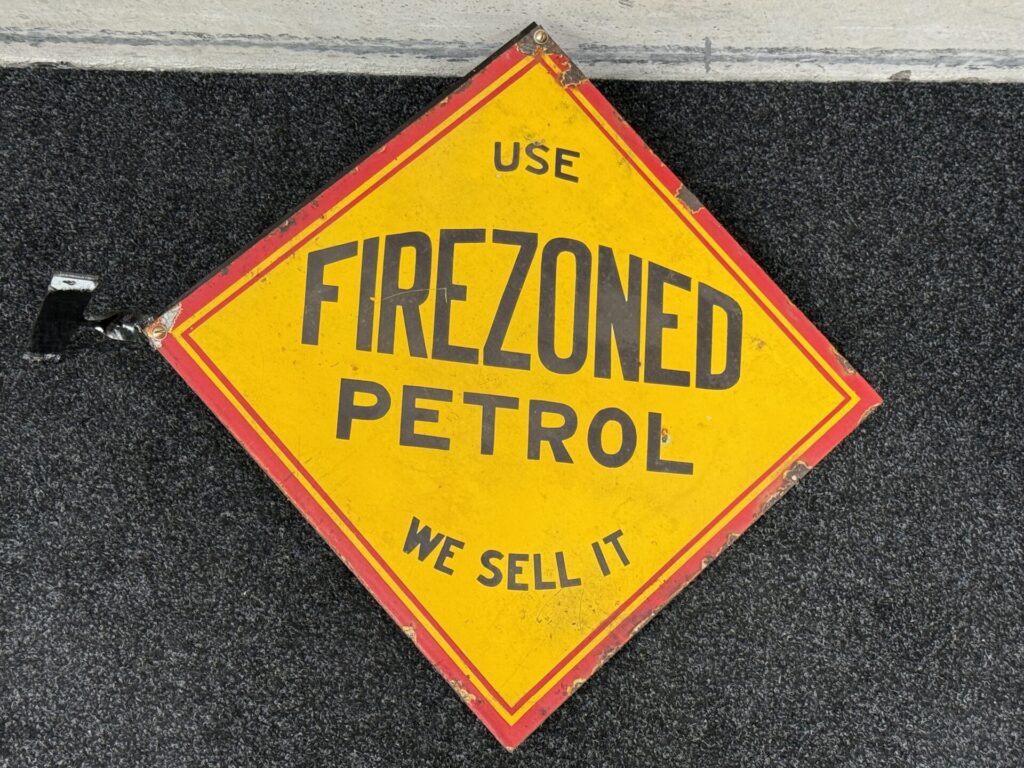 USE
FIREZONED
PETROL
WE SELL IT